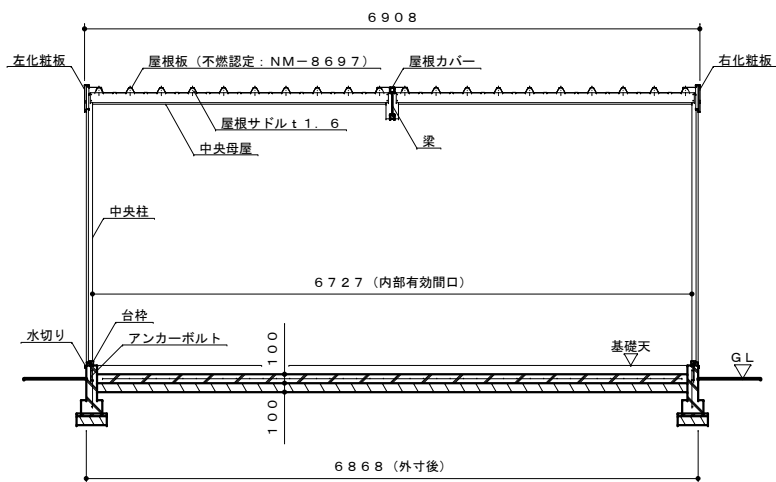 ６９０８
左化粧板
屋根板（不燃認定：ＮＭ－８６９７）
屋根カバー
右化粧板
屋根サドルｔ１．６
梁
中央母屋
中央柱
６７２７（内部有効間口）
台枠
水切り
アンカーボルト
１００
基礎天
ＧＬ
１００
６８６８（外寸後）